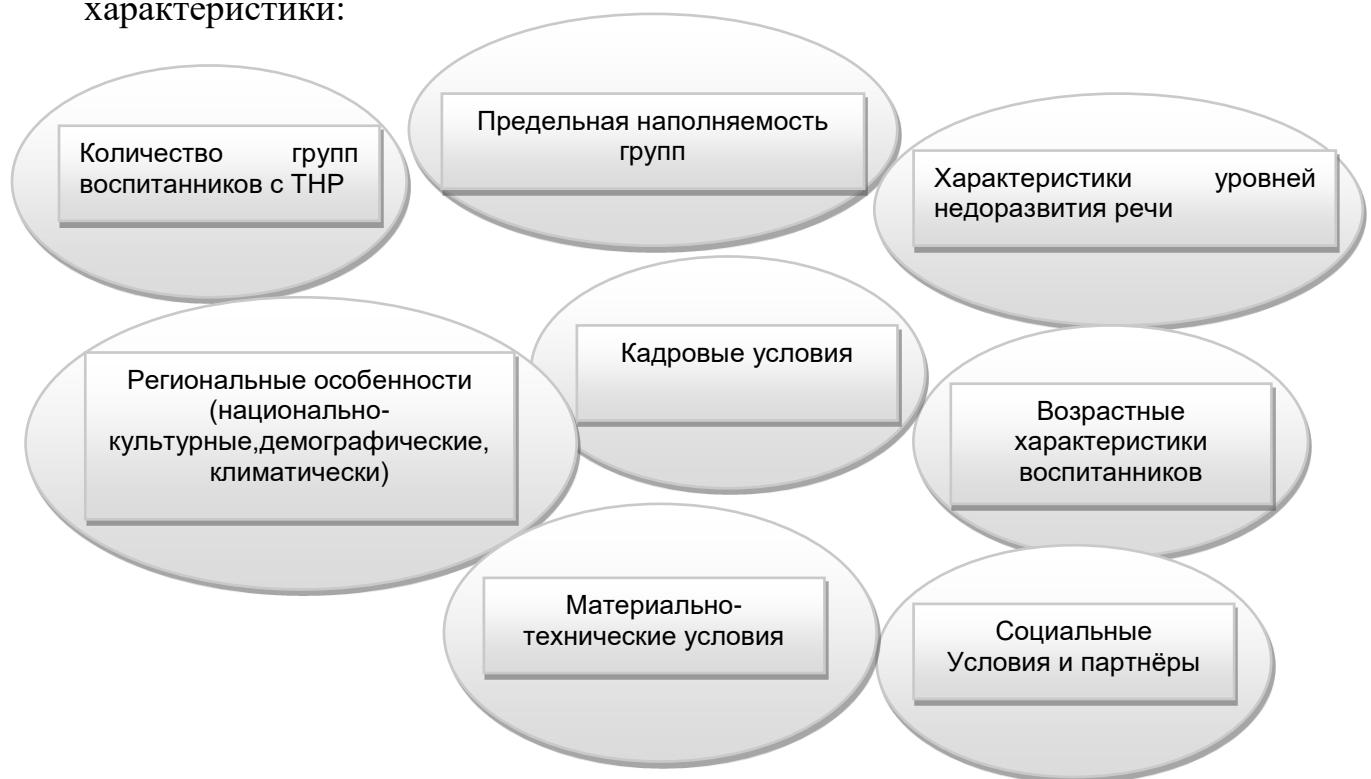 характеристики:
Количество групп
воспитанников с ТНР
Предельная наполняемость
групп
Характеристики уровней
недоразвития речи
Региональные особенности
(национально-
культурные,демографические,
климатически)
Кадровые условия
Возрастные
характеристики
воспитанников
Материально-
технические условия
Социальные
Условия и партнёры